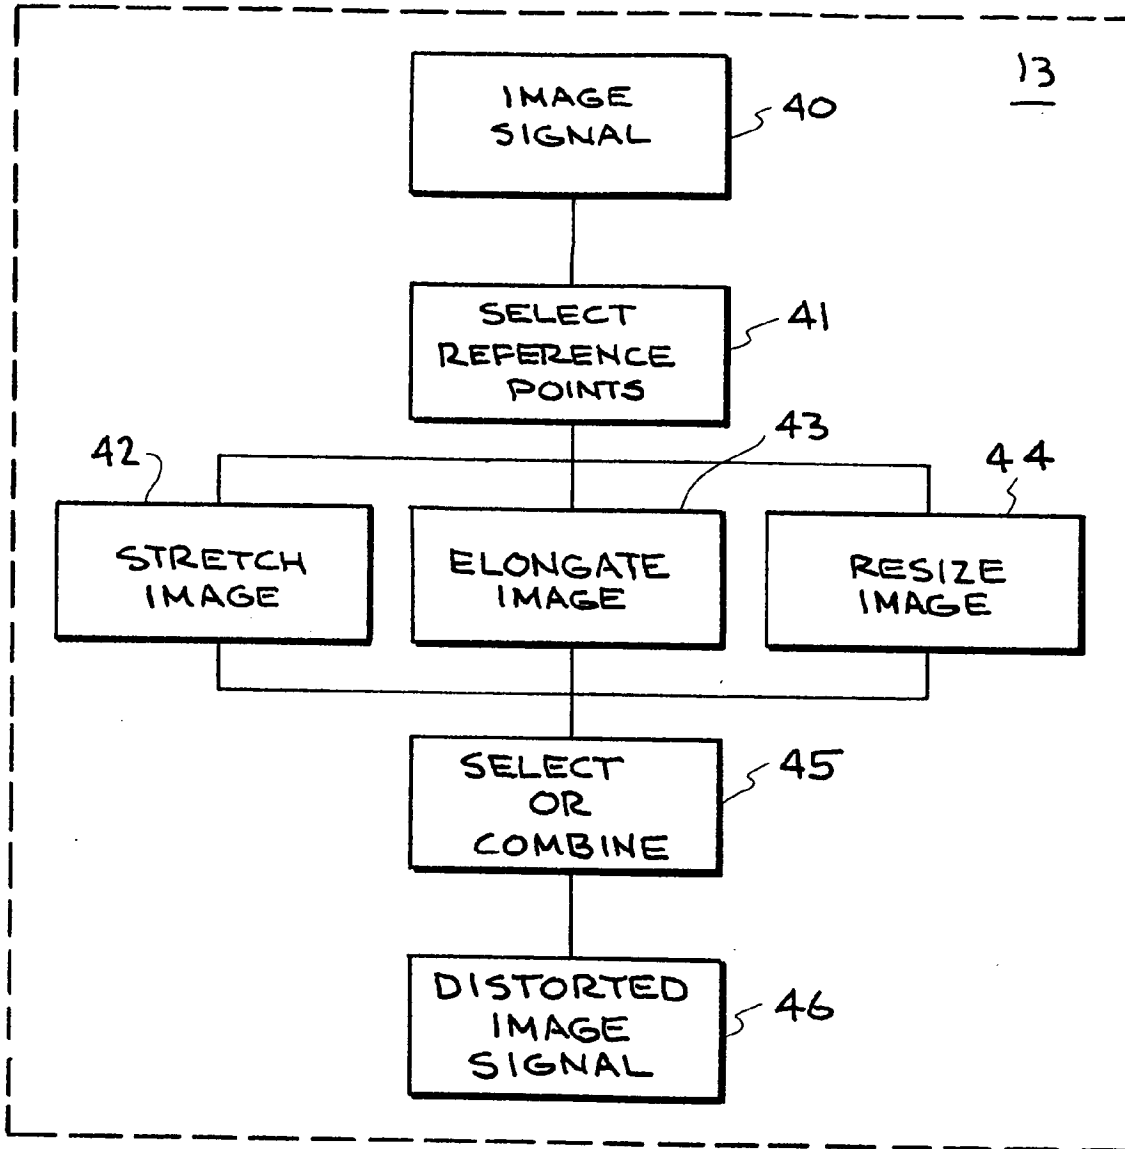 13
IMAGE
SIGNAL
40
SELECT
REFERENCE
POINTS
41
42
STRETCH
IMAGE
43
ELONGATE
IMAGE
44
RESIZE
IMAGE
SELECT
OR
COMBINE
45
DISTORTED
IMAGE
SIGNAL
46